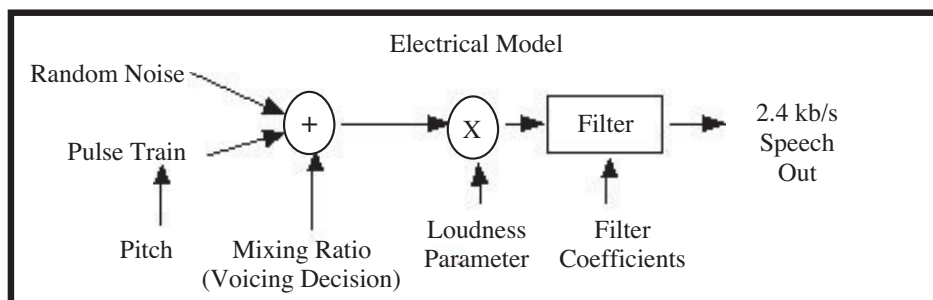 Electrical Model
Random Noise
Pulse Train
+
X
Filter
2.4 kb/s
Speech
Out
Pitch
Mixing Ratio
(Voicing Decision)
Loudness
Parameter
Filter
Coefficients